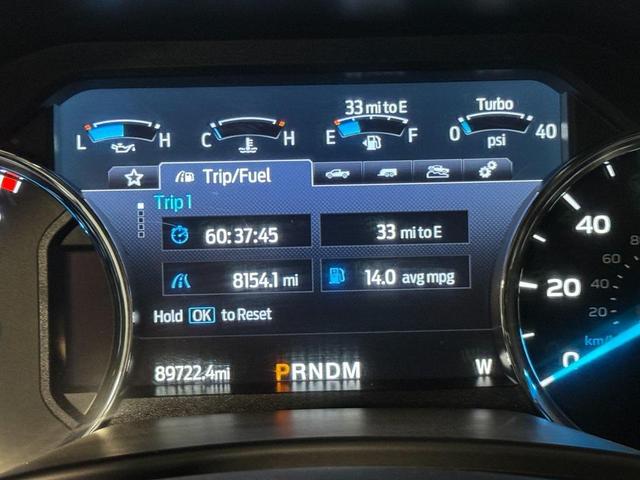 33 mi to E
Turbo
L H
C H
E F
0 40
psi
Trip/Fuel
Trip 1
60:37:45
33 mi to E
8154.1 mi
14.0 avg mpg
Hold OK to Reset
89722.4mi
PRNDM
W
40
20
0
60
20
km/h